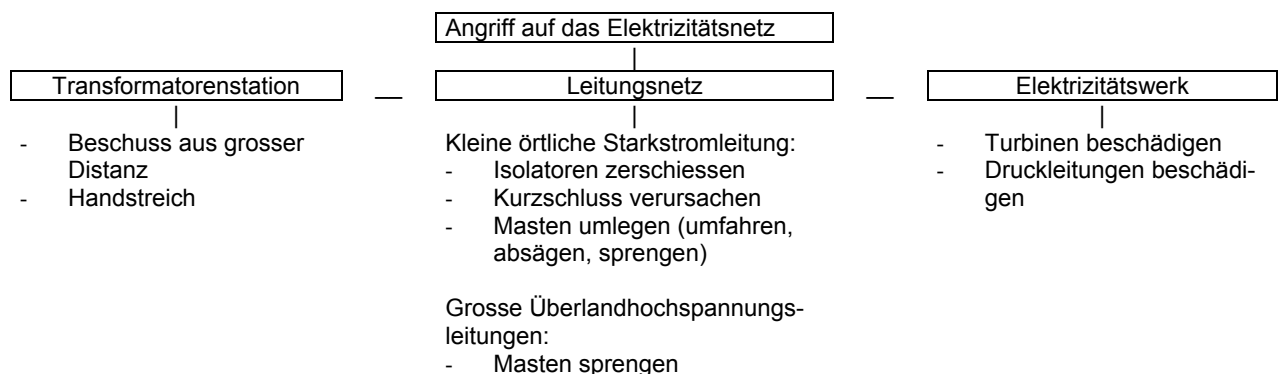 Angriff auf das Elektrizitätsnetz
Transformatorenstation
- Beschuss aus grosser
Distanz
- Handstreich
Leitungsnetz
Kleine örtliche Starkstromleitung:
- Isolatoren zerschiessen
- Kurzschluss verursachen
- Masten umlegen (umfahren,
absägen, sprengen)
Grosse Überlandhochspannungs-
leitungen:
- Masten sprengen
Elektrizitätswerk
- Turbinen beschädigen
- Druckleitungen beschädi-
gen